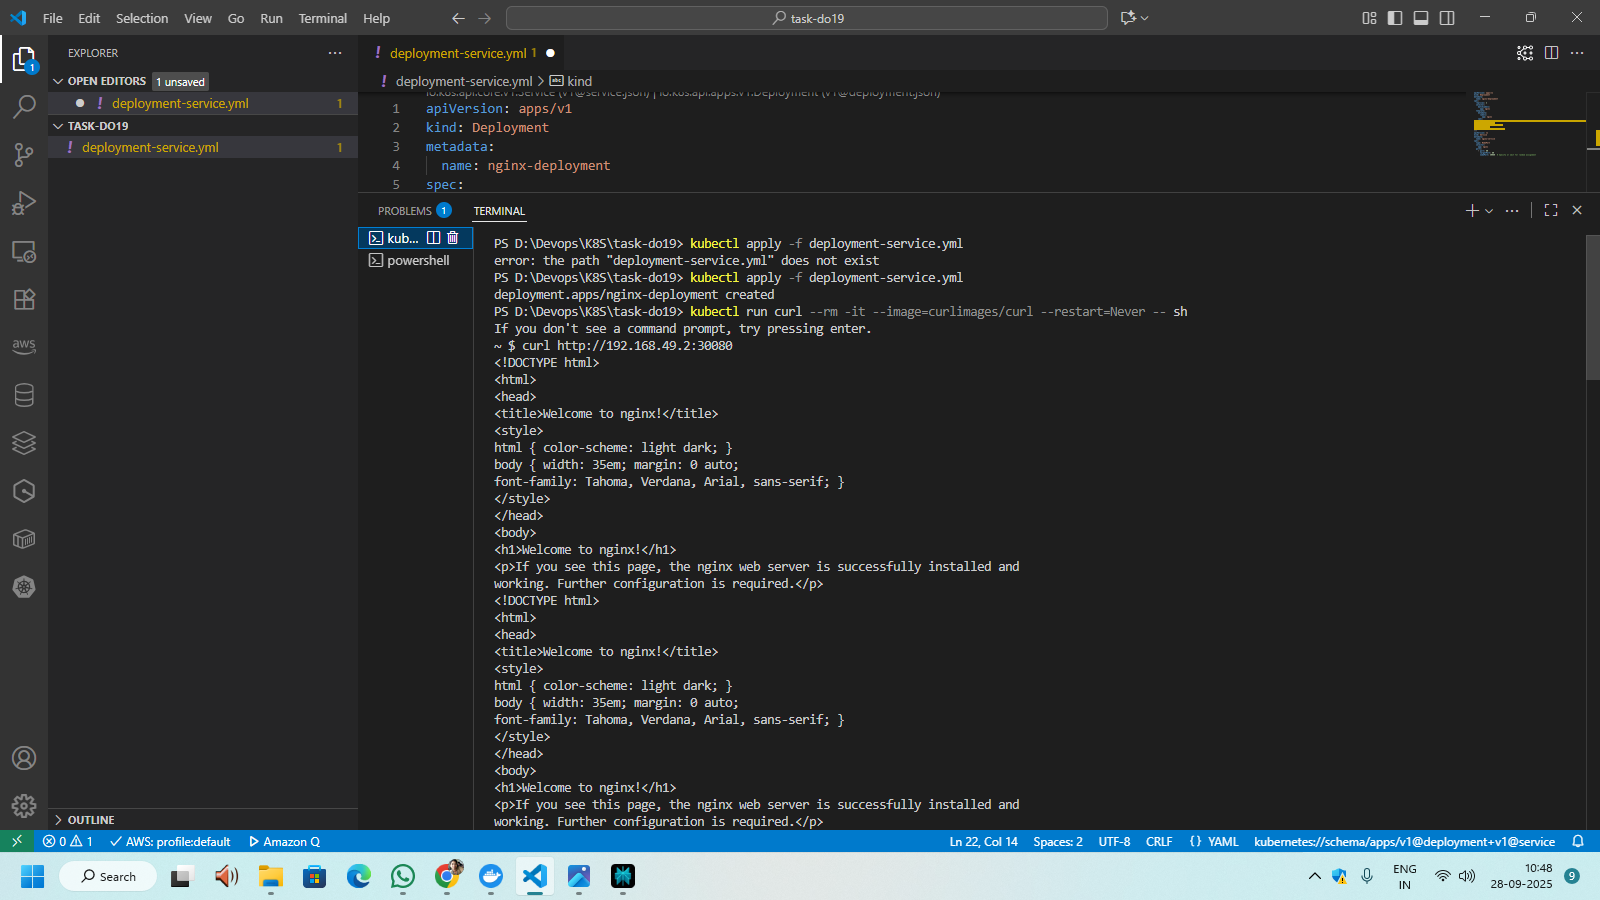 File Edit Selection View Go Run Terminal Help
task-do19
EXPLORER
OPEN EDITORS 1 unsaved
! deployment-service.yml 1
TASK-DO19
! deployment-service.yml 1
OUTLINE
1
aws
! deployment-service.yml 1
! deployment-service.yml > kind
io.k8s.api.core.v1.Service (v1@service.json) | io.k8s.api.apps.v1.Deployment (v1@deployment.json)
1 apiVersion: apps/v1
2 kind: Deployment
3 metadata:
4 name: nginx-deployment
5 spec:
PROBLEMS 1 TERMINAL
kub...
powershell
PS D:\Devops\K8S\task-do19> kubectl apply -f deployment-service.yml
error: the path "deployment-service.yml" does not exist
PS D:\Devops\K8S\task-do19> kubectl apply -f deployment-service.yml
deployment.apps/nginx-deployment created
PS D:\Devops\K8S\task-do19> kubectl run curl --rm -it --image=curlimages/curl --restart=Never -- sh
If you don't see a command prompt, try pressing enter.
~ $ curl http://192.168.49.2:30080
<!DOCTYPE html>
<html>
<head>
<title>Welcome to nginx!</title>
<style>
html { color-scheme: light dark; }
body { width: 35em; margin: 0 auto;
font-family: Tahoma, Verdana, Arial, sans-serif; }
</style>
</head>
<body>
<h1>Welcome to nginx!</h1>
<p>If you see this page, the nginx web server is successfully installed and
working. Further configuration is required.</p>
<!DOCTYPE html>
<html>
<head>
<title>Welcome to nginx!</title>
<style>
html { color-scheme: light dark; }
body { width: 35em; margin: 0 auto;
font-family: Tahoma, Verdana, Arial, sans-serif; }
</style>
</head>
<body>
<h1>Welcome to nginx!</h1>
<p>If you see this page, the nginx web server is successfully installed and
working. Further configuration is required.</p>
0 1 AWS: profile:default Amazon Q Ln 22, Col 14 Spaces: 2 UTF-8 CRLF {} YAML kubernetes://schema/apps/v1@deployment+v1@service
Search
ENG
IN
10:48
28-09-2025
9